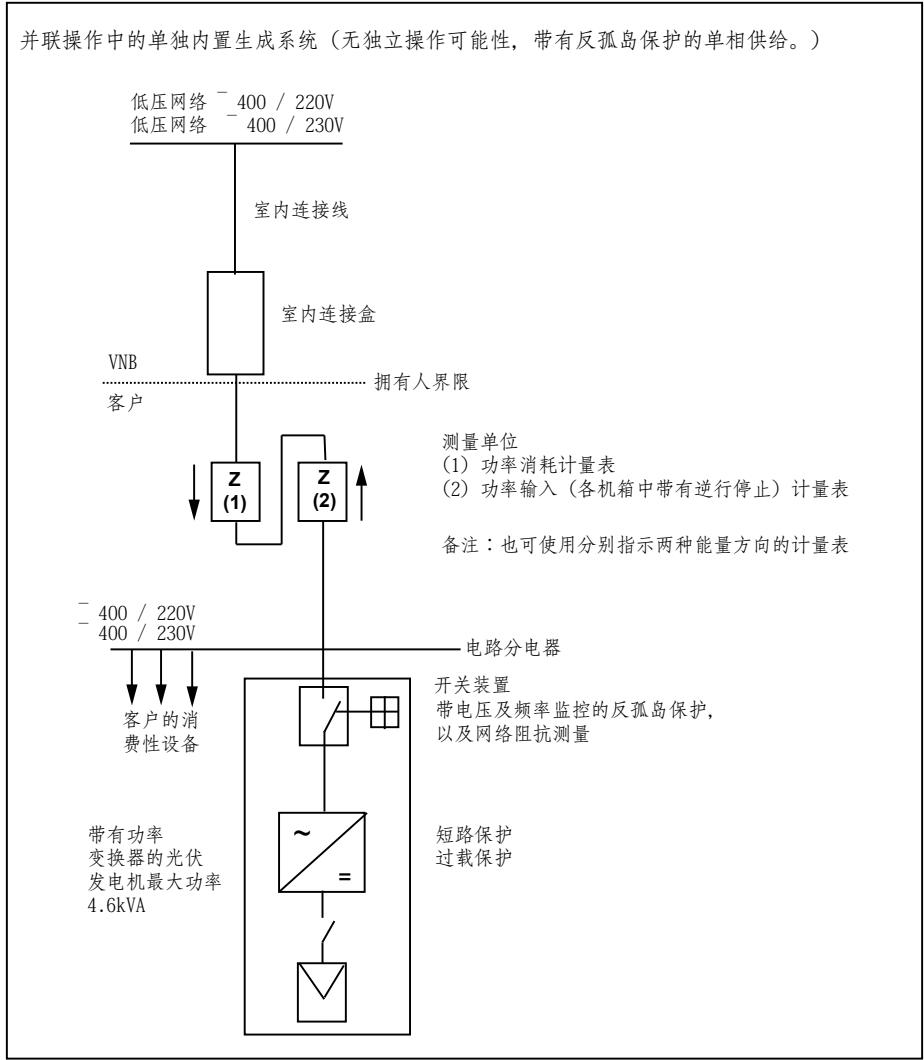 并联操作中的单独内置生成系统（无独立操作可能性，带有反孤岛保护的单相供给。）
低压网络 ¯ 400 / 220V
低压网络 ¯ 400 / 230V
室内连接线
室内连接盒
VNB
拥有人界限
客户
测量单位
(1) 功率消耗计量表
(2) 功率输入（各机箱中带有逆行停止）计量表
Z
(1)
Z
(2)
备注：也可使用分别指示两种能量方向的计量表
¯ 400 / 220V
¯ 400 / 230V
电路分电器
开关装置
带电压及频率监控的反孤岛保护，
以及网络阻抗测量
客户的消
费性设备
带有功率
变换器的光伏
发电机最大功率
4.6kVA
~
=
短路保护
过载保护